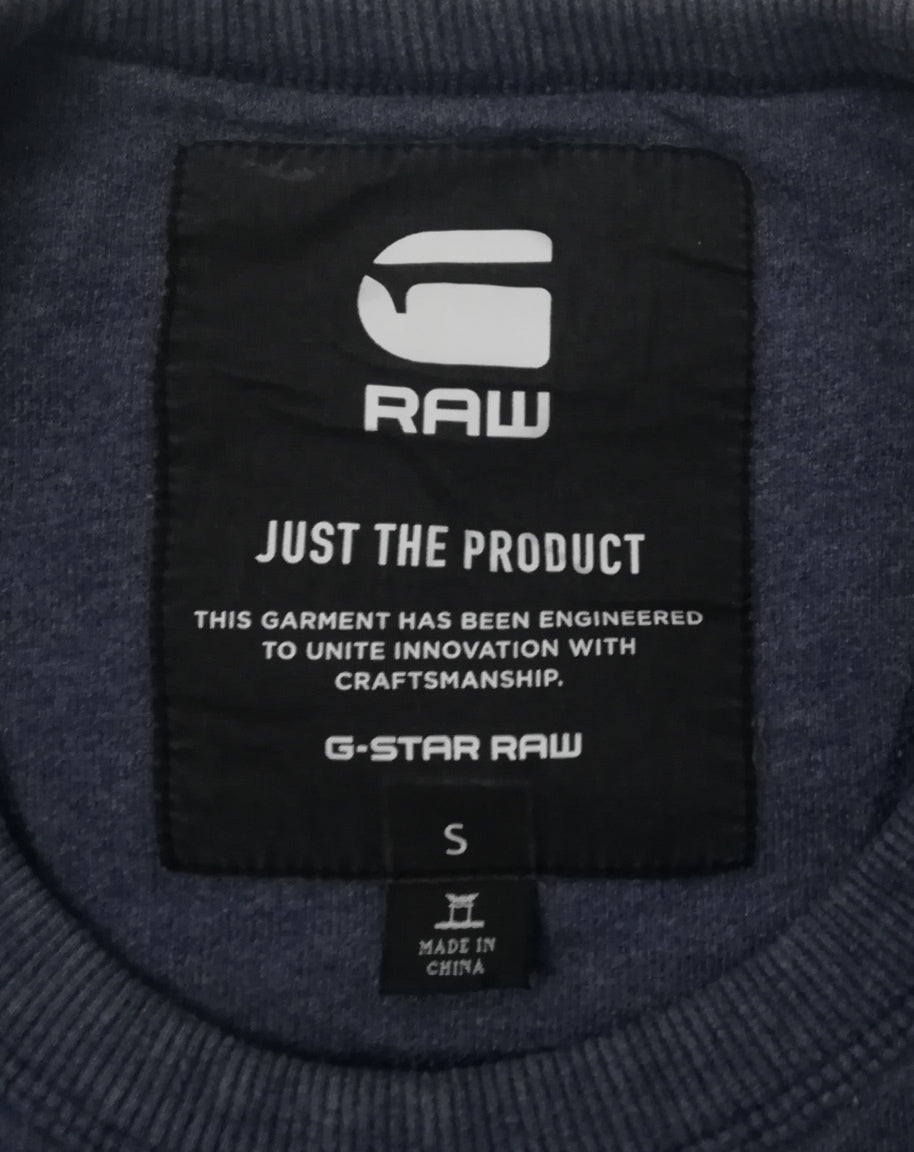 RAW
JUST THE PRODUCT
THIS GARMENT HAS BEEN ENGINEERED
TO UNITE INNOVATION WITH
CRAFTSMANSHIP.
G-STAR RAW
S
MADE IN
CHINA